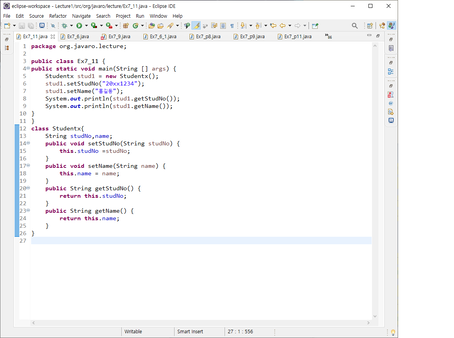 eclipse-workspace - Lecture1/src/org/javaro/lecture/Ex7_11.java - Eclipse IDE
File Edit Source Refactor Navigate Search Project Run Window Help
Ex7_11.java Ex7_6.java Ex7_9.java Ex7_6_1.java Ex7_p8.java Ex7_p9.java Ex7_p11.java
1 package org.javaro.lecture;
2
3 public class Ex7_11 {
4 public static void main(String [] args) {
5 Studentx stud1 = new Studentx();
6 stud1.setStudNo("20xx1234");
7 stud1.setName("홍길동");
8 System.out.println(stud1.getStudNo());
9 System.out.println(stud1.getName());
10 }
11 }
12 class Studentx{
13 String studNo,name;
14 public void setStudNo(String studNo) {
15 this.studNo =studNo;
16 }
17 public void setName(String name) {
18 this.name = name;
19 }
20 public String getStudNo() {
21 return this.studNo;
22 }
23 public String getName() {
24 return this.name;
25 }
26 }
27
Writable Smart Insert 27 : 1 : 556